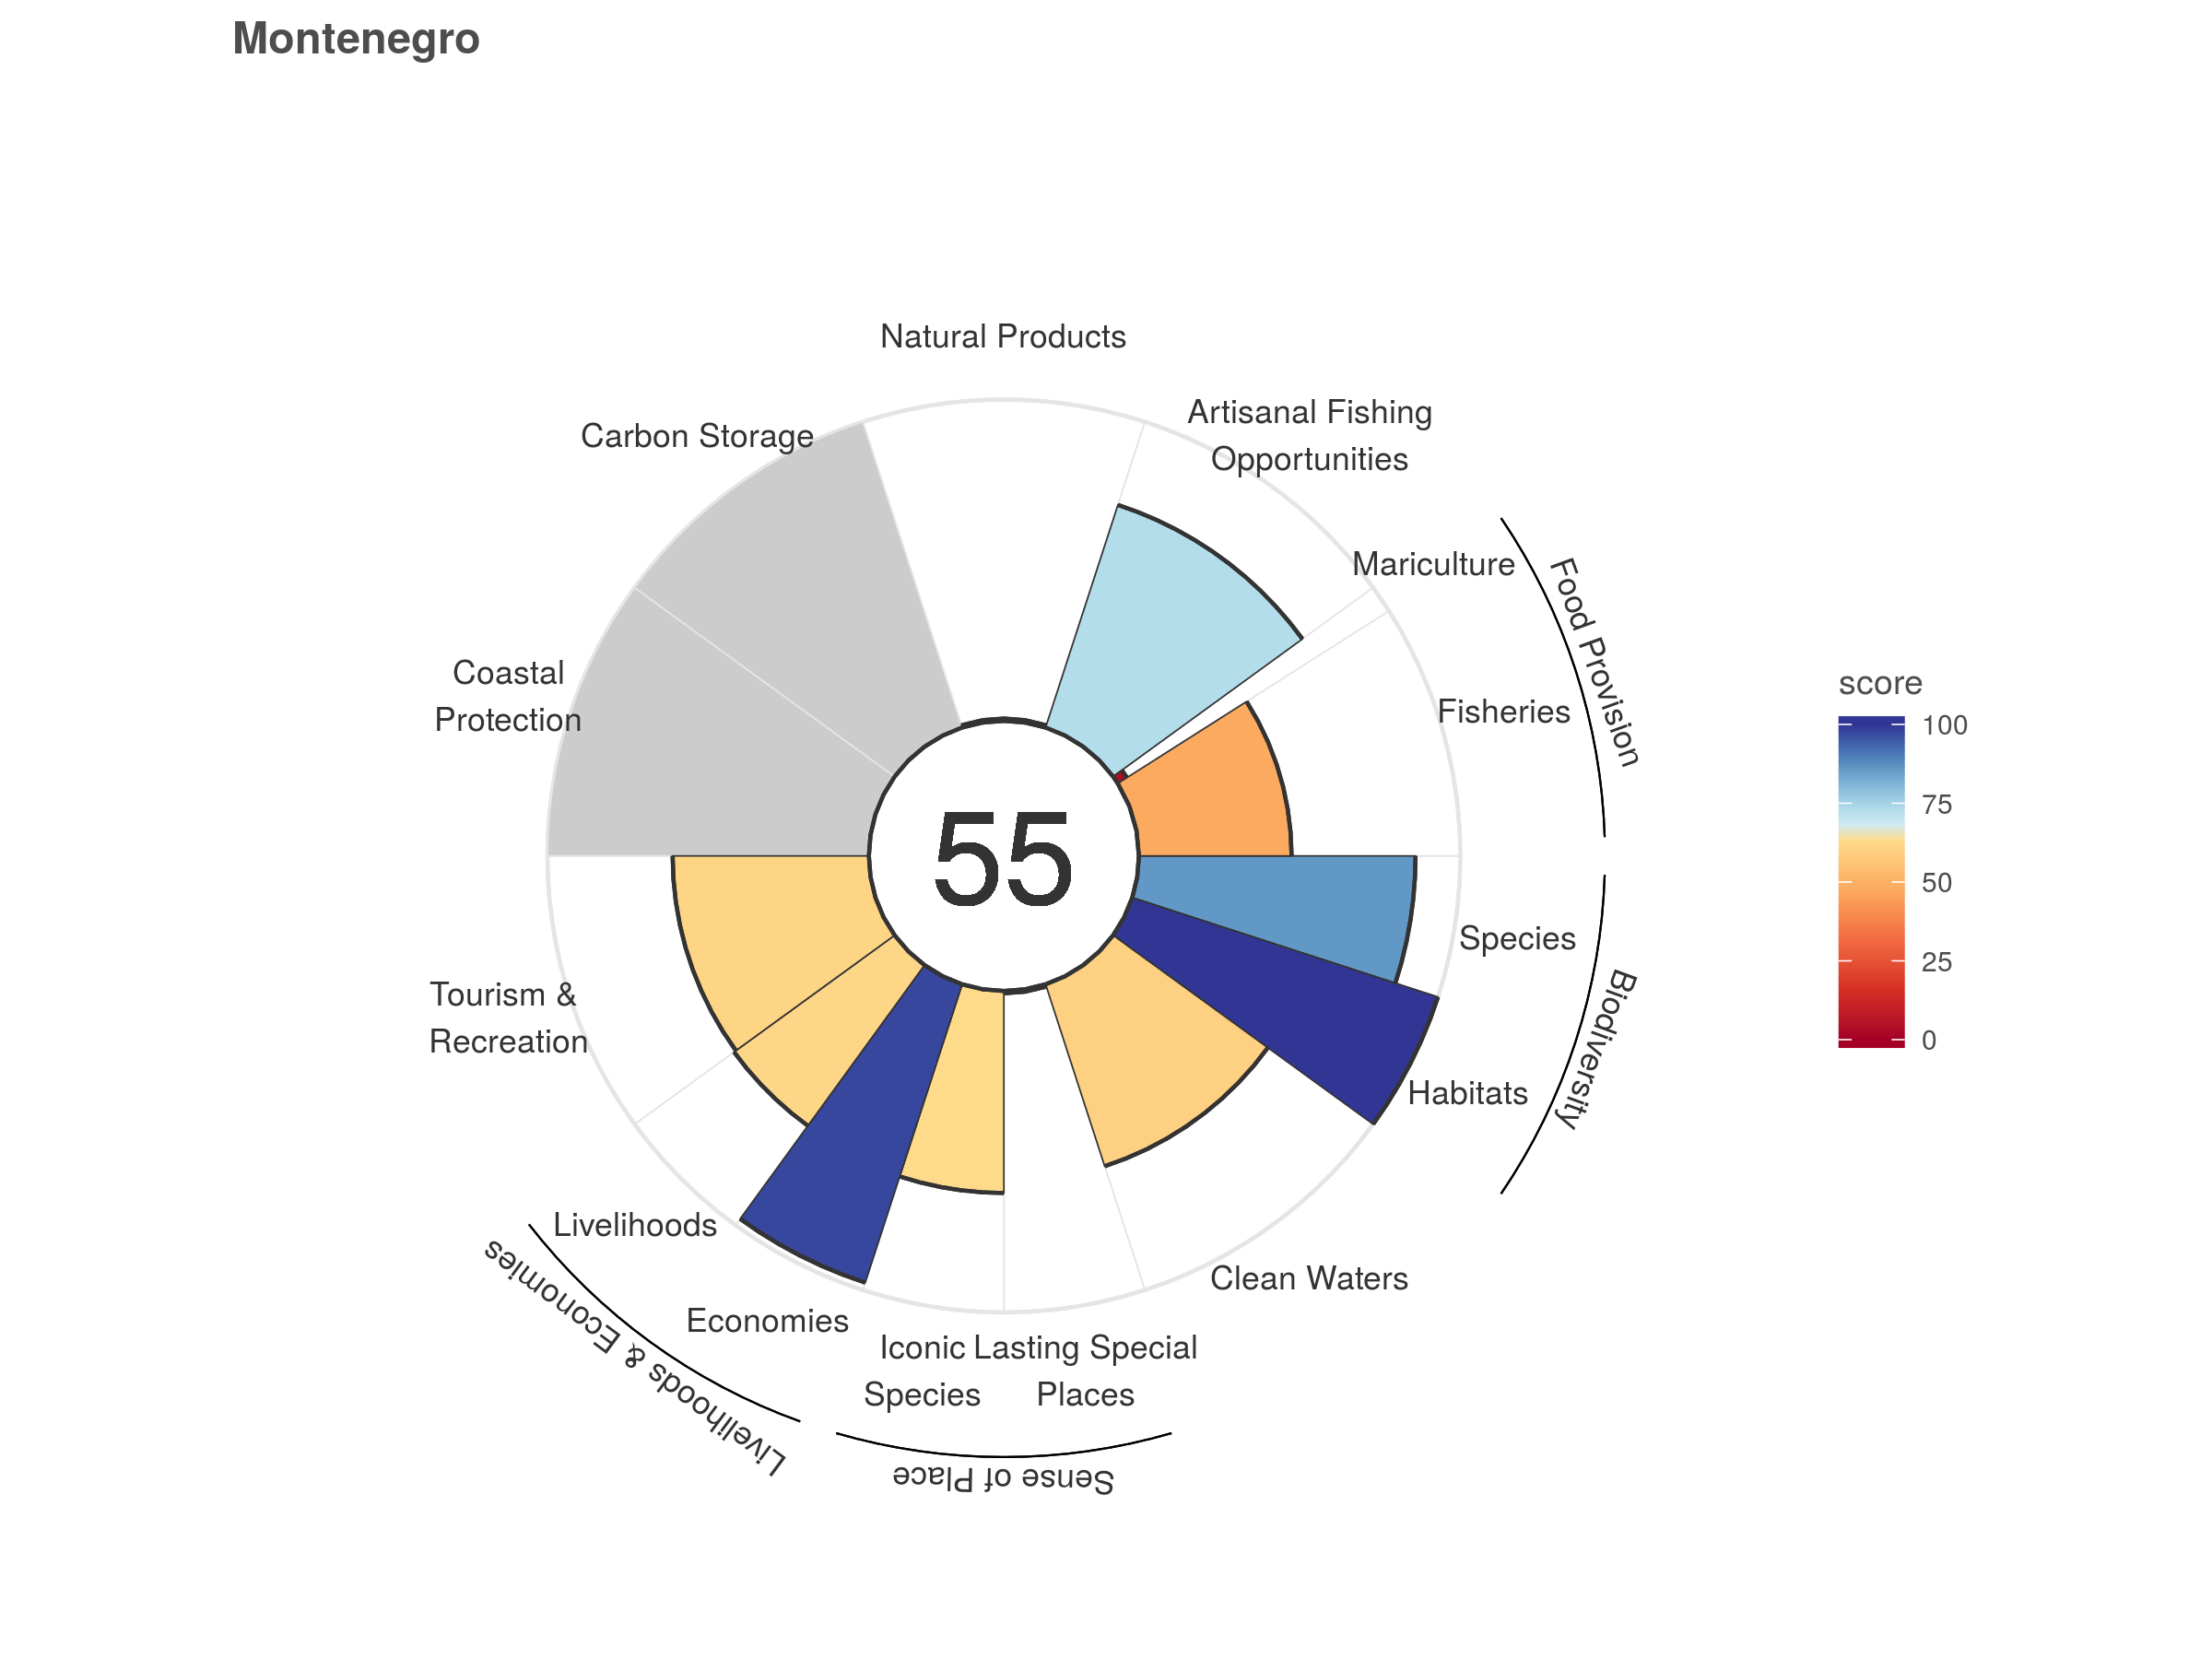 Montenegro
Natural Products
Artisanal Fishing
Opportunities
Carbon Storage
Mariculture
Food Provision
Coastal
Protection
Fisheries
score
100
75
50
25
0
55
Species
Biodiversity
Tourism &
Recreation
Habitats
Livelihoods
Clean Waters
Livelihoods & Economies
Economies
Iconic
Species
Lasting Special
Places
Sense of Place